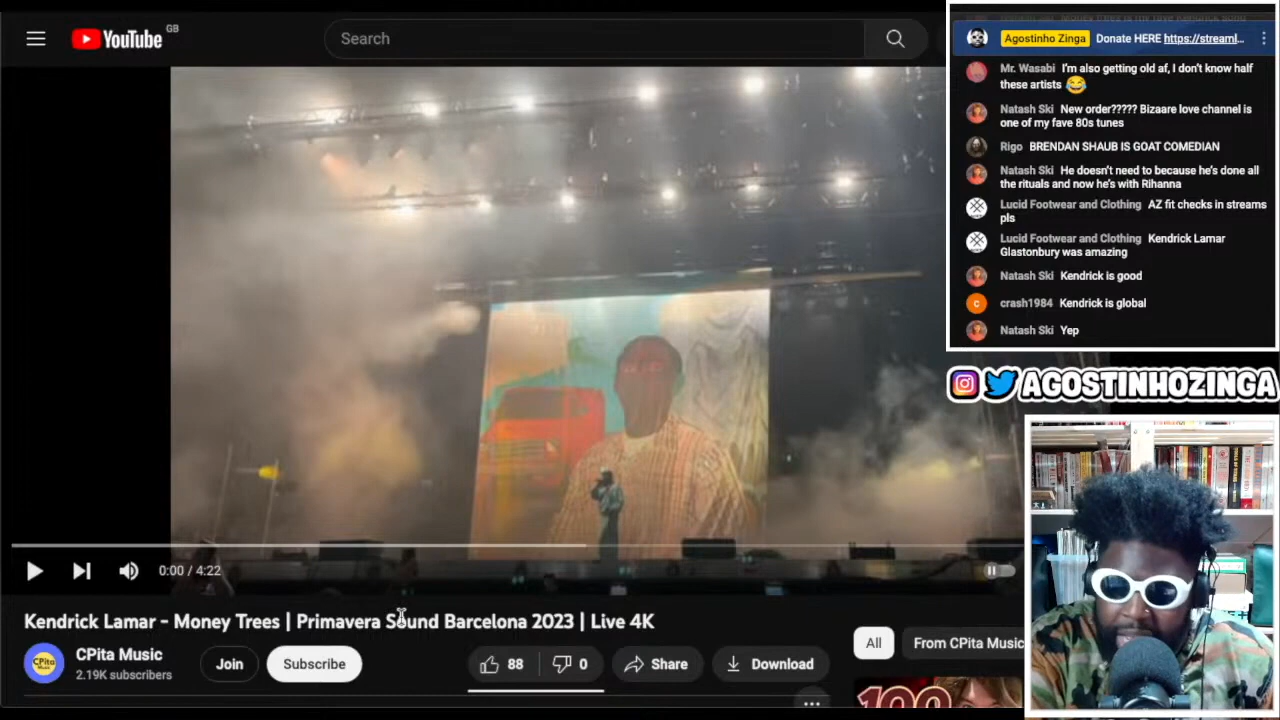 YouTube GB
Search
Agostinho Zinga Donate HERE https://streaml...
Mr. Wasabi I'm also getting old af, I don't know half
these artists 😂
Natash Ski New order????? Bizaare love channel is
one of my fave 80s tunes
Rigo BRENDAN SHAUB IS GOAT COMEDIAN
Natash Ski He doesn't need to because he's done all
the rituals and now he's with Rihanna
Lucid Footwear and Clothing AZ fit checks in streams
pls
Lucid Footwear and Clothing Kendrick Lamar
Glastonbury was amazing
Natash Ski Kendrick is good
C crash1984 Kendrick is global
Natash Ski Yep
AGOSTINHOZINGA
0:00 / 4:22
Kendrick Lamar - Money Trees | Primavera Sound Barcelona 2023 | Live 4K
CPita Music
2.19K subscribers
CPita
Join
Subscribe
88
0
Share
Download
All
From CPita Music
100